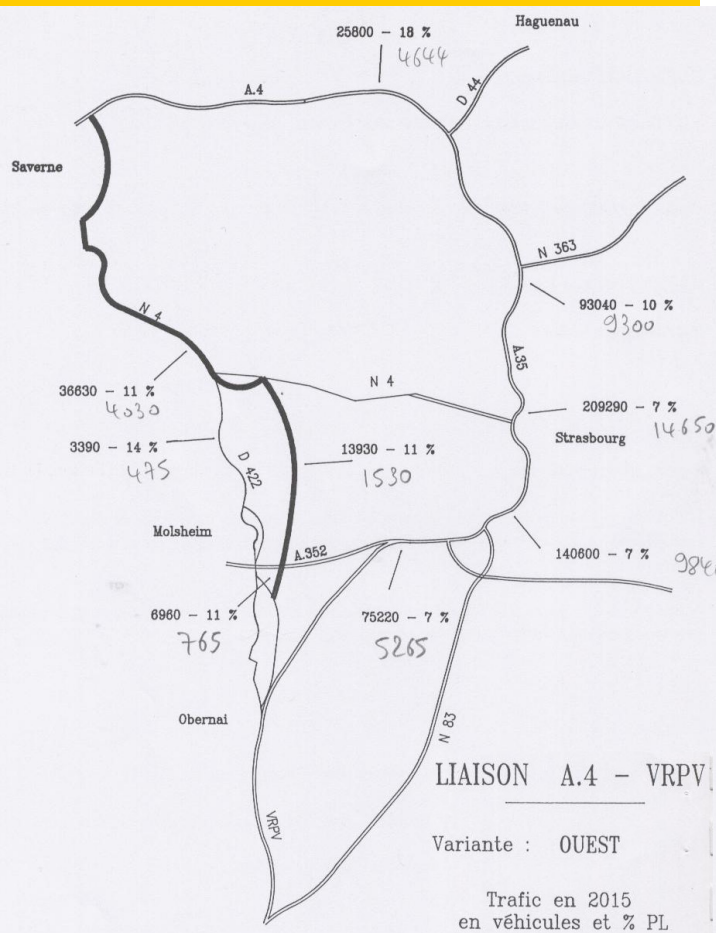 Haguenau
25800 - 18 %
4644
D 44
A.4
Saverne
N 363
93040 - 10 %
9300
N 4
A.35
36630 - 11 %
4030
N 4
209290 - 7 %
14650
Strasbourg
3390 - 14 %
475
D 422
13930 - 11 %
1530
Molsheim
A.352
140600 - 7 %
6960 - 11 %
765
75220 - 7 %
5265
Obernai
N 83
VRPV
LIAISON A.4 - VRPV
Variante : OUEST
Trafic en 2015
en véhicules et % PL